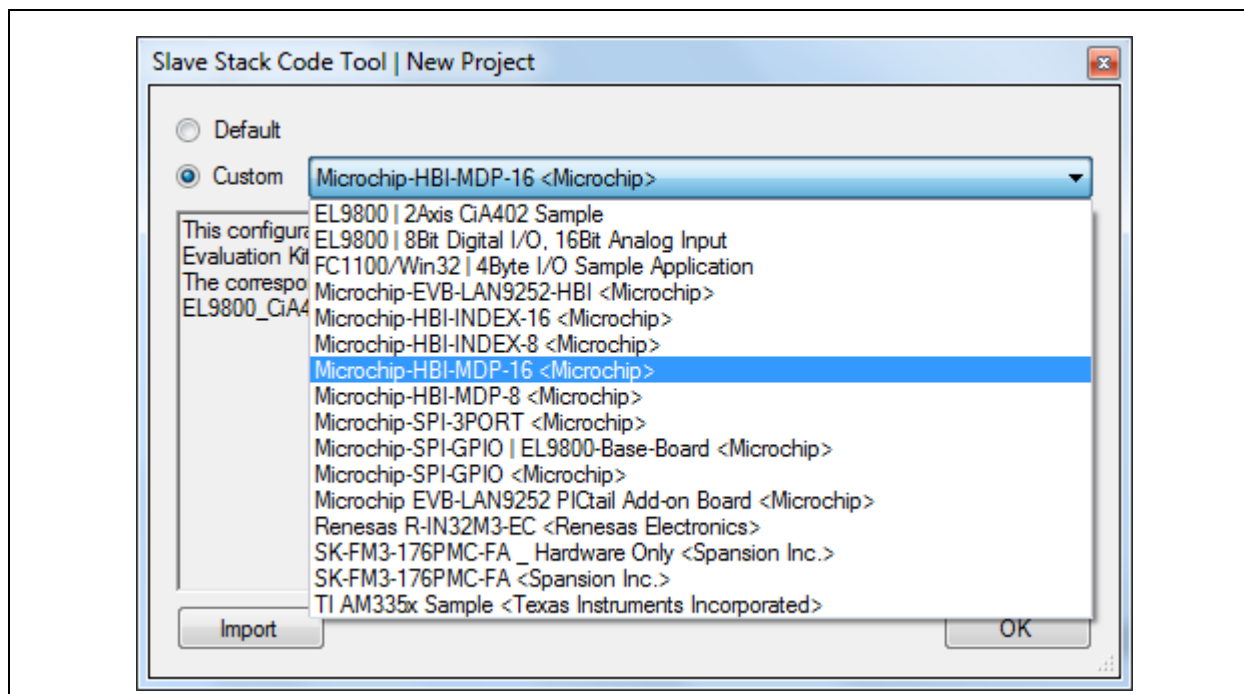 Slave Stack Code Tool | New Project
Default
Custom
Microchip-HBI-MDP-16 <Microchip>
This
Evaluation
The
EL9800 | 2Axis CiA402 Sample
EL9800 | 8Bit Digital I/O, 16Bit Analog Input
FC1100/Win32 | 4Byte I/O Sample Application
Microchip-EVB-LAN9252-HBI <Microchip>
Microchip-HBI-INDEX-16 <Microchip>
Microchip-HBI-INDEX-8 <Microchip>
Microchip-HBI-MDP-16 <Microchip>
Microchip-HBI-MDP-8 <Microchip>
Microchip-SPI-3PORT <Microchip>
Microchip-SPI-GPIO | EL9800-Base-Board <Microchip>
Microchip-SPI-GPIO <Microchip>
Microchip EVB-LAN9252 PICtail Add-on Board <Microchip>
Renesas R-IN32M3-EC <Renesas Electronics>
SK-FM3-176PMC-FA _ Hardware Only <Spansion Inc.>
SK-FM3-176PMC-FA <Spansion Inc.>
TI AM335x Sample <Texas Instruments Incorporated>
Import
OK